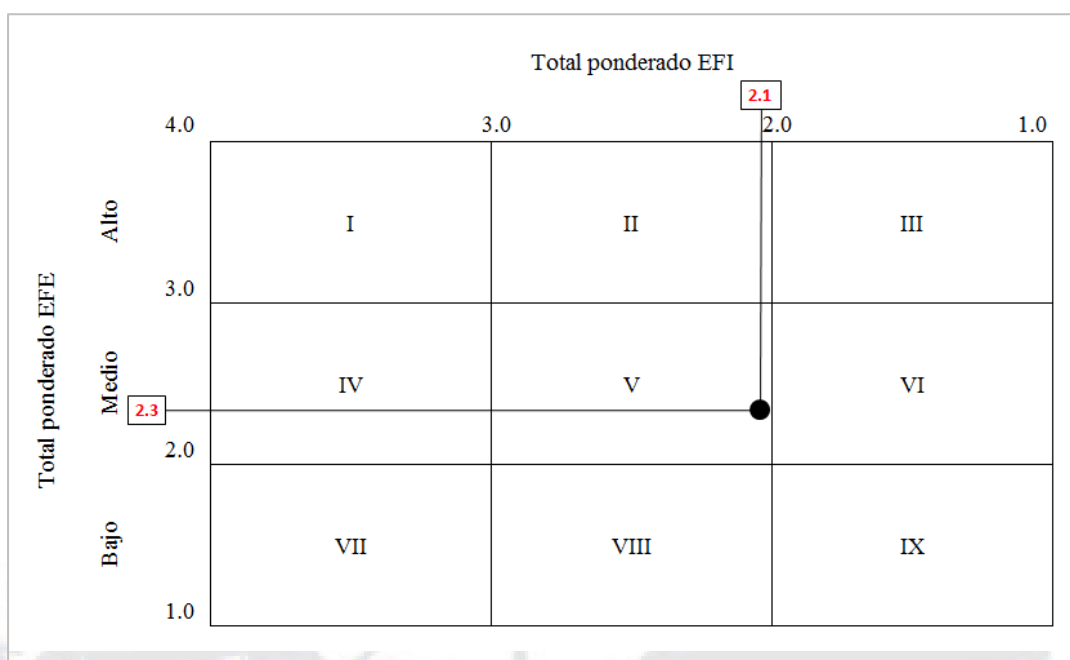 Total ponderado EFI
2.1
4.0 3.0 2.0 1.0
Alto
I II III
Total ponderado EFE
3.0
Medio
IV V VI
2.3
2.0
Bajo
VII VIII IX
1.0